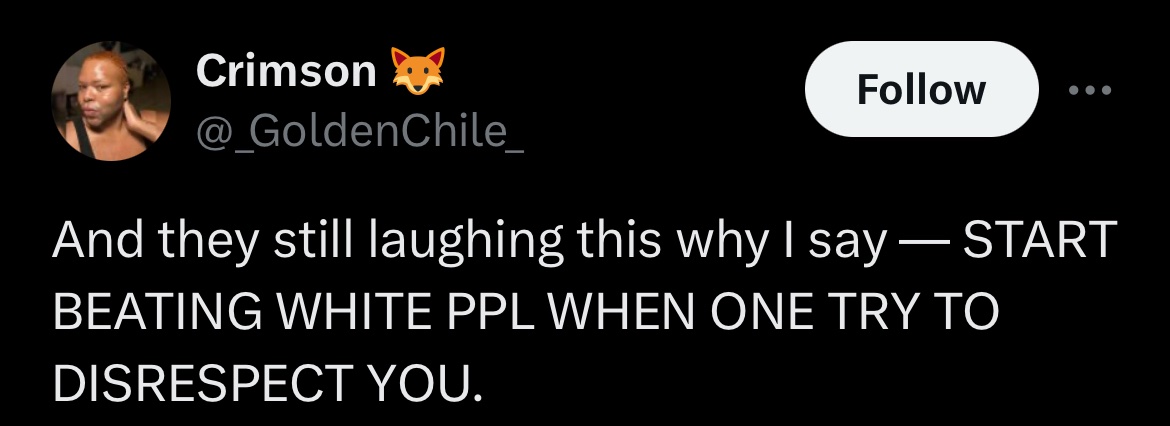 Crimson 🦊
@_GoldenChile_
Follow
And they still laughing this why I say — START
BEATING WHITE PPL WHEN ONE TRY TO
DISRESPECT YOU.